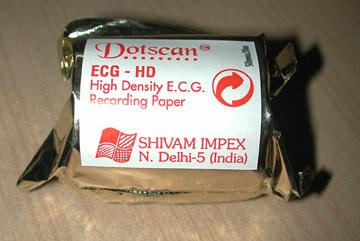 Dotscan
ECG - HD
High Density E.C.G.
Recording Paper
SHIVAM IMPEX
N. Delhi-5 (India)